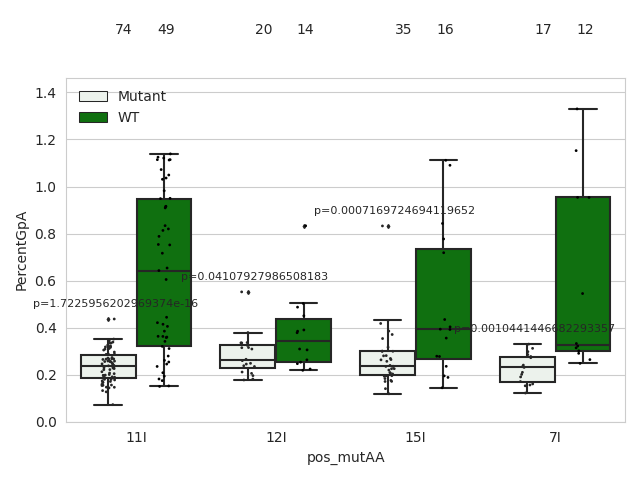 74 49 20 14 35 16 17 12
Mutant
WT
1.4
1.2
1.0
0.8
0.6
0.4
0.2
0.0
PercentGpA
p=1.7225956202969374e-16
p=0.04107927986508183
p=0.0007169724694119652
p=0.0010441446682293357
11I 12I 15I 7I
pos_mutAA